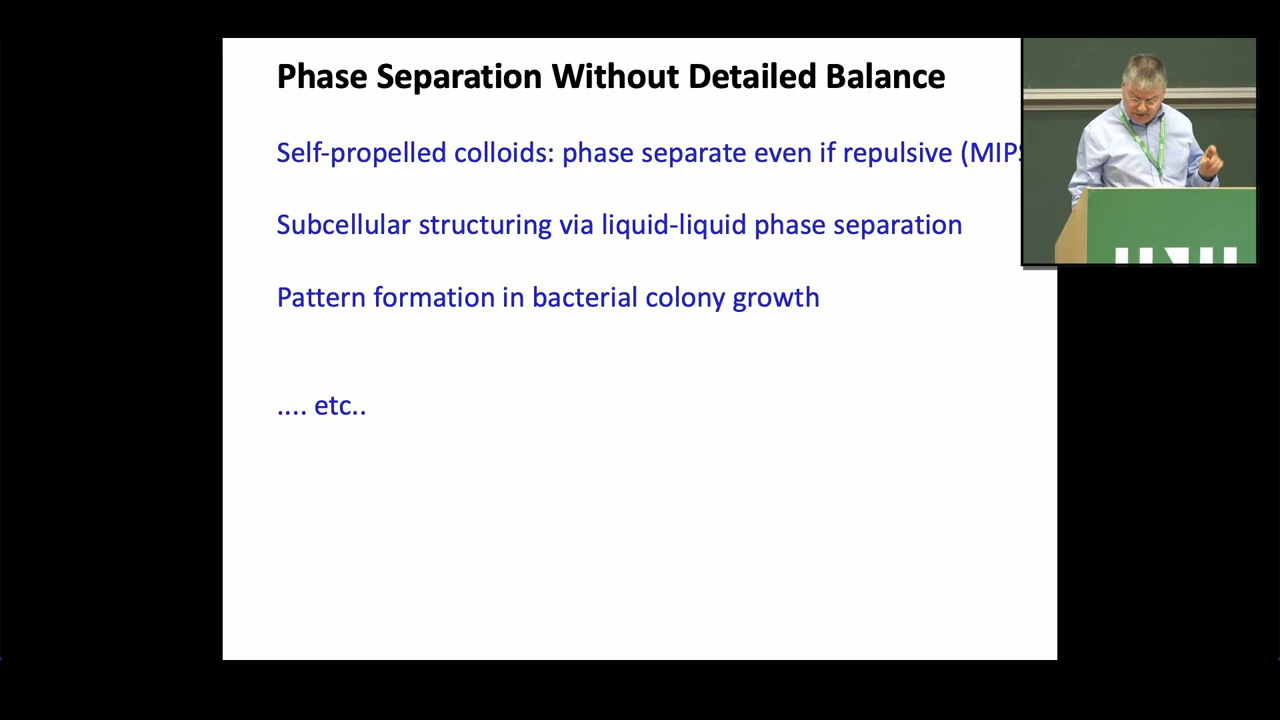 Phase Separation Without Detailed Balance
Self-propelled colloids: phase separate even if repulsive (MIPS
Subcellular structuring via liquid-liquid phase separation
Pattern formation in bacterial colony growth
.... etc..